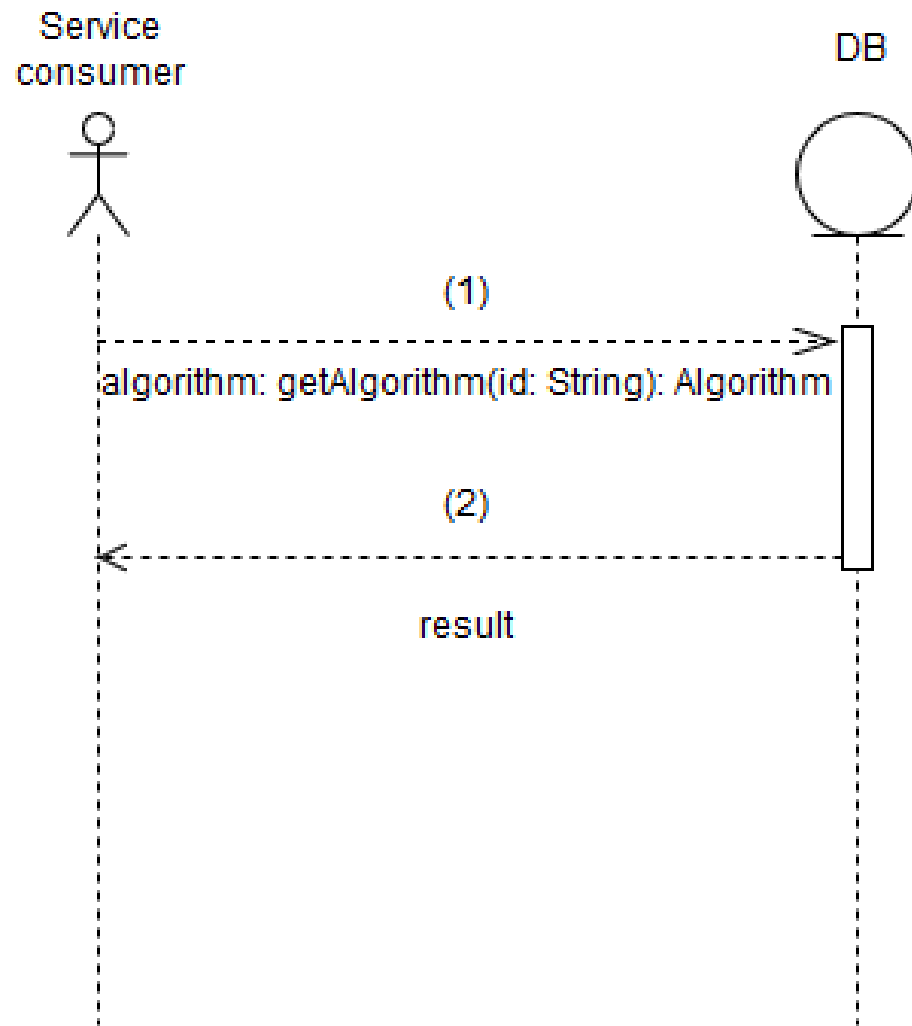 Service
consumer
DB
(1)
algorithm: getAlgorithm(id: String): Algorithm
(2)
result